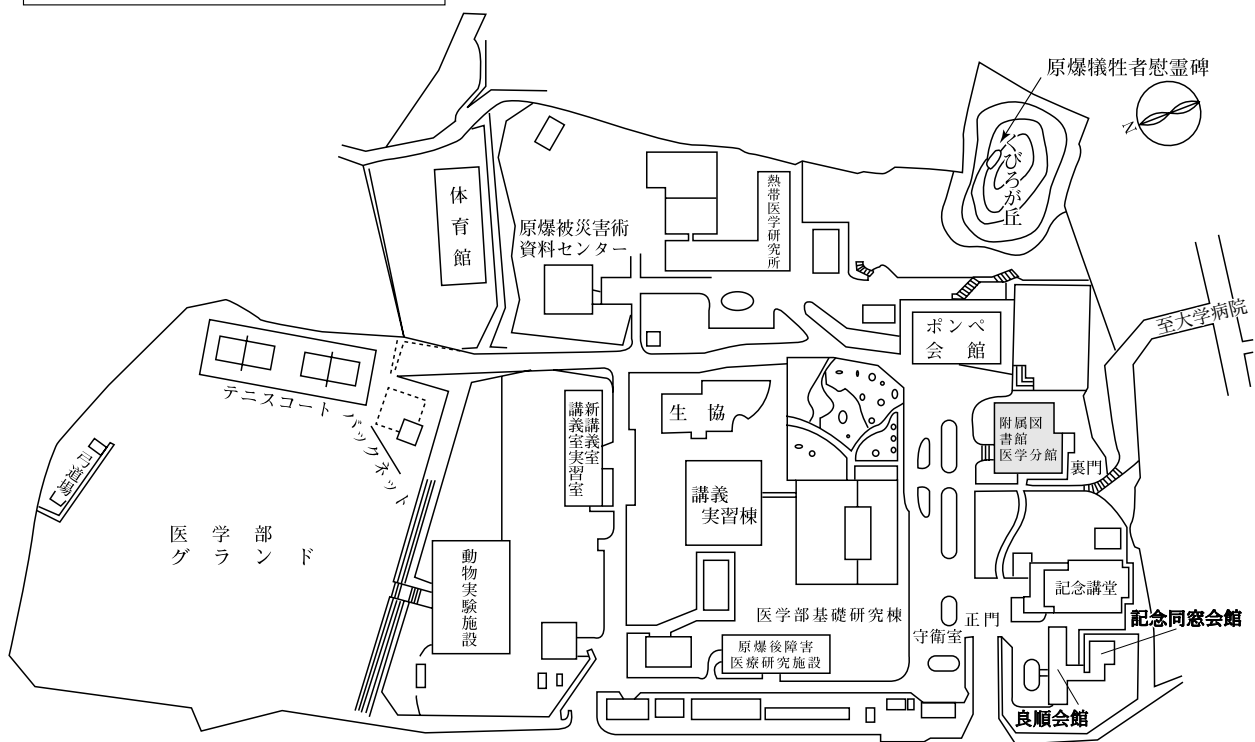 原爆犠牲者慰霊碑
N
ぐびろが丘
体育館
熱帯医学研究所
原爆被災害術
資料センター
至大学病院
ポンペ
会館
テニスコート
バックネット
新講義室
講義室実習室
生協
附属図
書館
医学分館
裏門
弓道場
講義
実習棟
医学部
グランド
動物実験施設
記念講堂
医学部基礎研究棟
正門
記念同窓会館
守衛室
原爆後障害
医療研究施設
良順会館